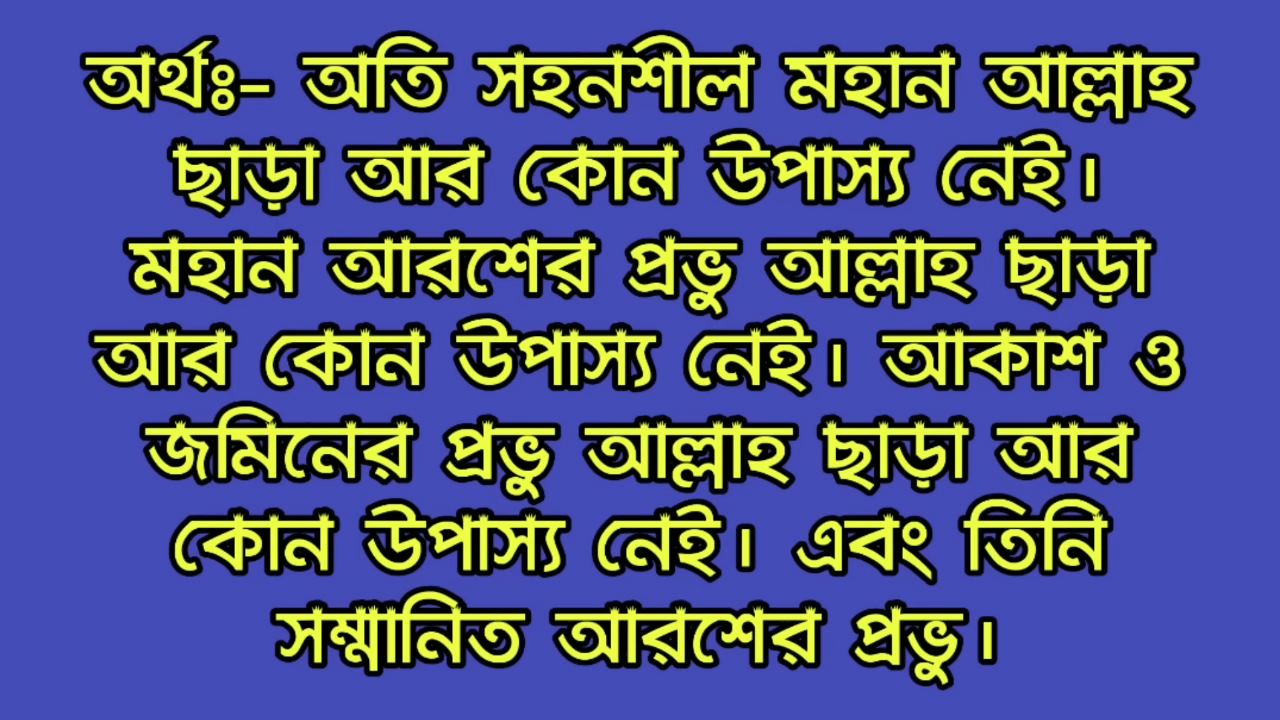 অর্থঃ- অতি সহনশীল মহান আল্লাহ
ছাড়া আর কোন উপাস্য নেই।
মহান আরশের প্রভু আল্লাহ ছাড়া
আর কোন উপাস্য নেই। আকাশ ও
জমিনের প্রভু আল্লাহ ছাড়া আর
কোন উপাস্য নেই। এবং তিনি
সম্মানিত আরশের প্রভু।